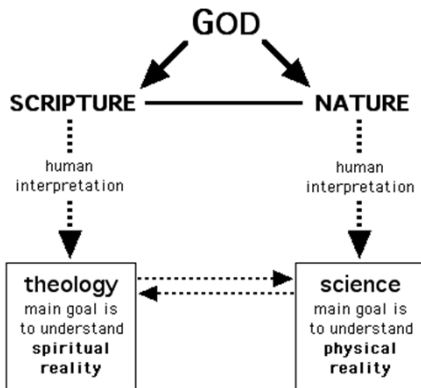 GOD
SCRIPTURE
NATURE
human
interpretation
human
interpretation
theology
main goal is
to understand
spiritual
reality
science
main goal is
to understand
physical
reality